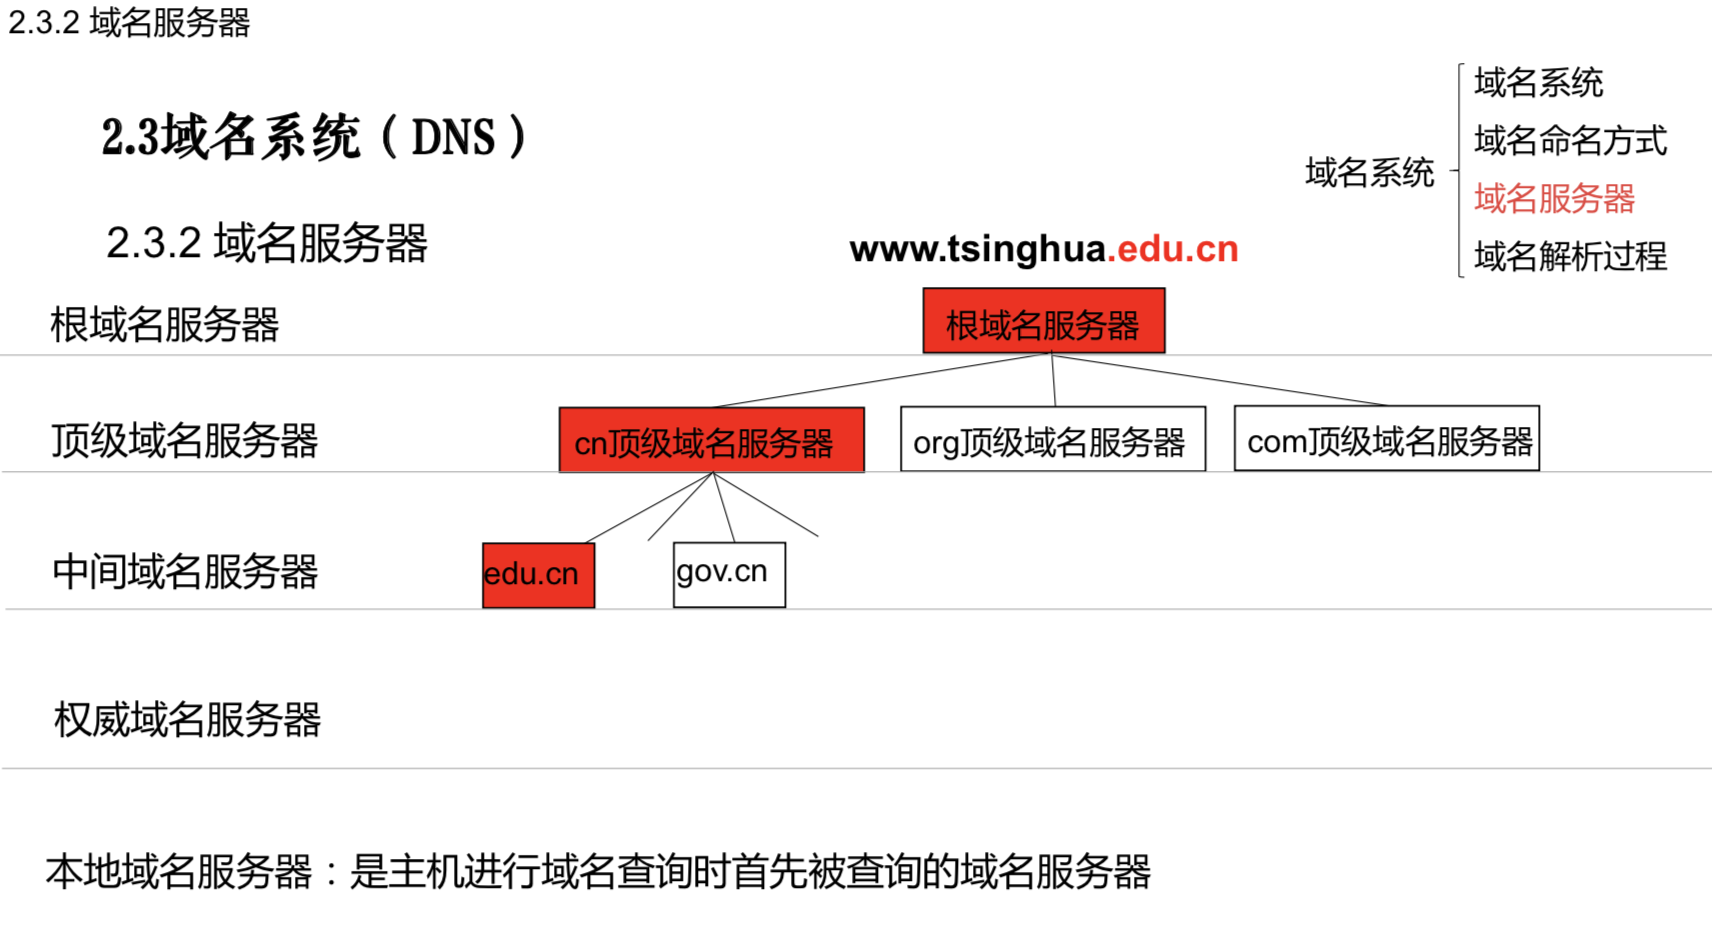 2.3.2 域名服务器
2.3域名系统（DNS）
域名系统
域名系统
域名命名方式
域名服务器
域名解析过程
2.3.2 域名服务器
www.tsinghua.edu.cn
根域名服务器
根域名服务器
顶级域名服务器
cn顶级域名服务器
org顶级域名服务器
com顶级域名服务器
中间域名服务器
edu.cn
gov.cn
权威域名服务器
本地域名服务器：是主机进行域名查询时首先被查询的域名服务器